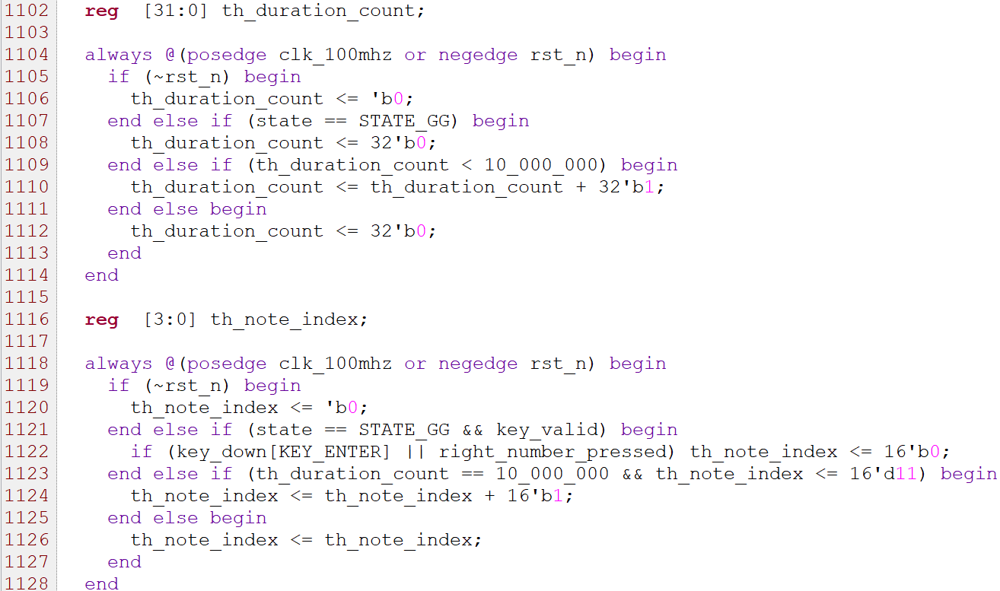 1102 reg [31:0] th_duration_count;
1103
1104 always @(posedge clk_100mhz or negedge rst_n) begin
1105 if (~rst_n) begin
1106 th_duration_count <= 'b0;
1107 end else if (state == STATE_GG) begin
1108 th_duration_count <= 32'b0;
1109 end else if (th_duration_count < 10_000_000) begin
1110 th_duration_count <= th_duration_count + 32'b1;
1111 end else begin
1112 th_duration_count <= 32'b0;
1113 end
1114 end
1115
1116 reg [3:0] th_note_index;
1117
1118 always @(posedge clk_100mhz or negedge rst_n) begin
1119 if (~rst_n) begin
1120 th_note_index <= 'b0;
1121 end else if (state == STATE_GG && key_valid) begin
1122 if (key_down[KEY_ENTER] || right_number_pressed) th_note_index <= 16'b0;
1123 end else if (th_duration_count == 10_000_000 && th_note_index <= 16'd11) begin
1124 th_note_index <= th_note_index + 16'b1;
1125 end else begin
1126 th_note_index <= th_note_index;
1127 end
1128 end